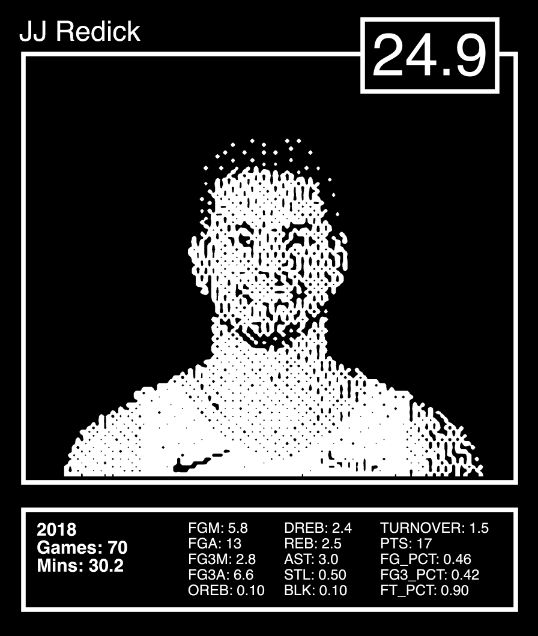 JJ Redick
24.9
2018
Games: 70
Mins: 30.2
FGM: 5.8
FGA: 13
FG3M: 2.8
FG3A: 6.6
OREB: 0.10
DREB: 2.4
REB: 2.5
AST: 3.0
STL: 0.50
BLK: 0.10
TURNOVER: 1.5
PTS: 17
FG_PCT: 0.46
FG3_PCT: 0.42
FT_PCT: 0.90